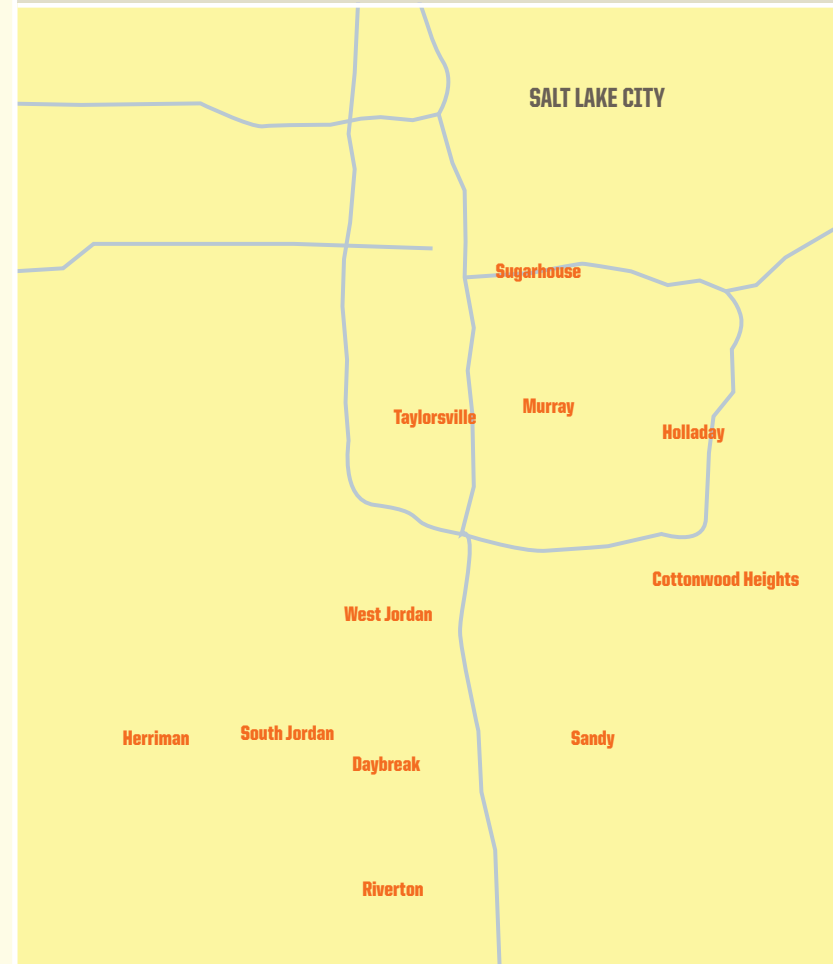 SALT LAKE CITY
Sugarhouse
Murray
Taylorsville
Holladay
Cottonwood Heights
West Jordan
South Jordan
Herriman
Sandy
Daybreak
Riverton